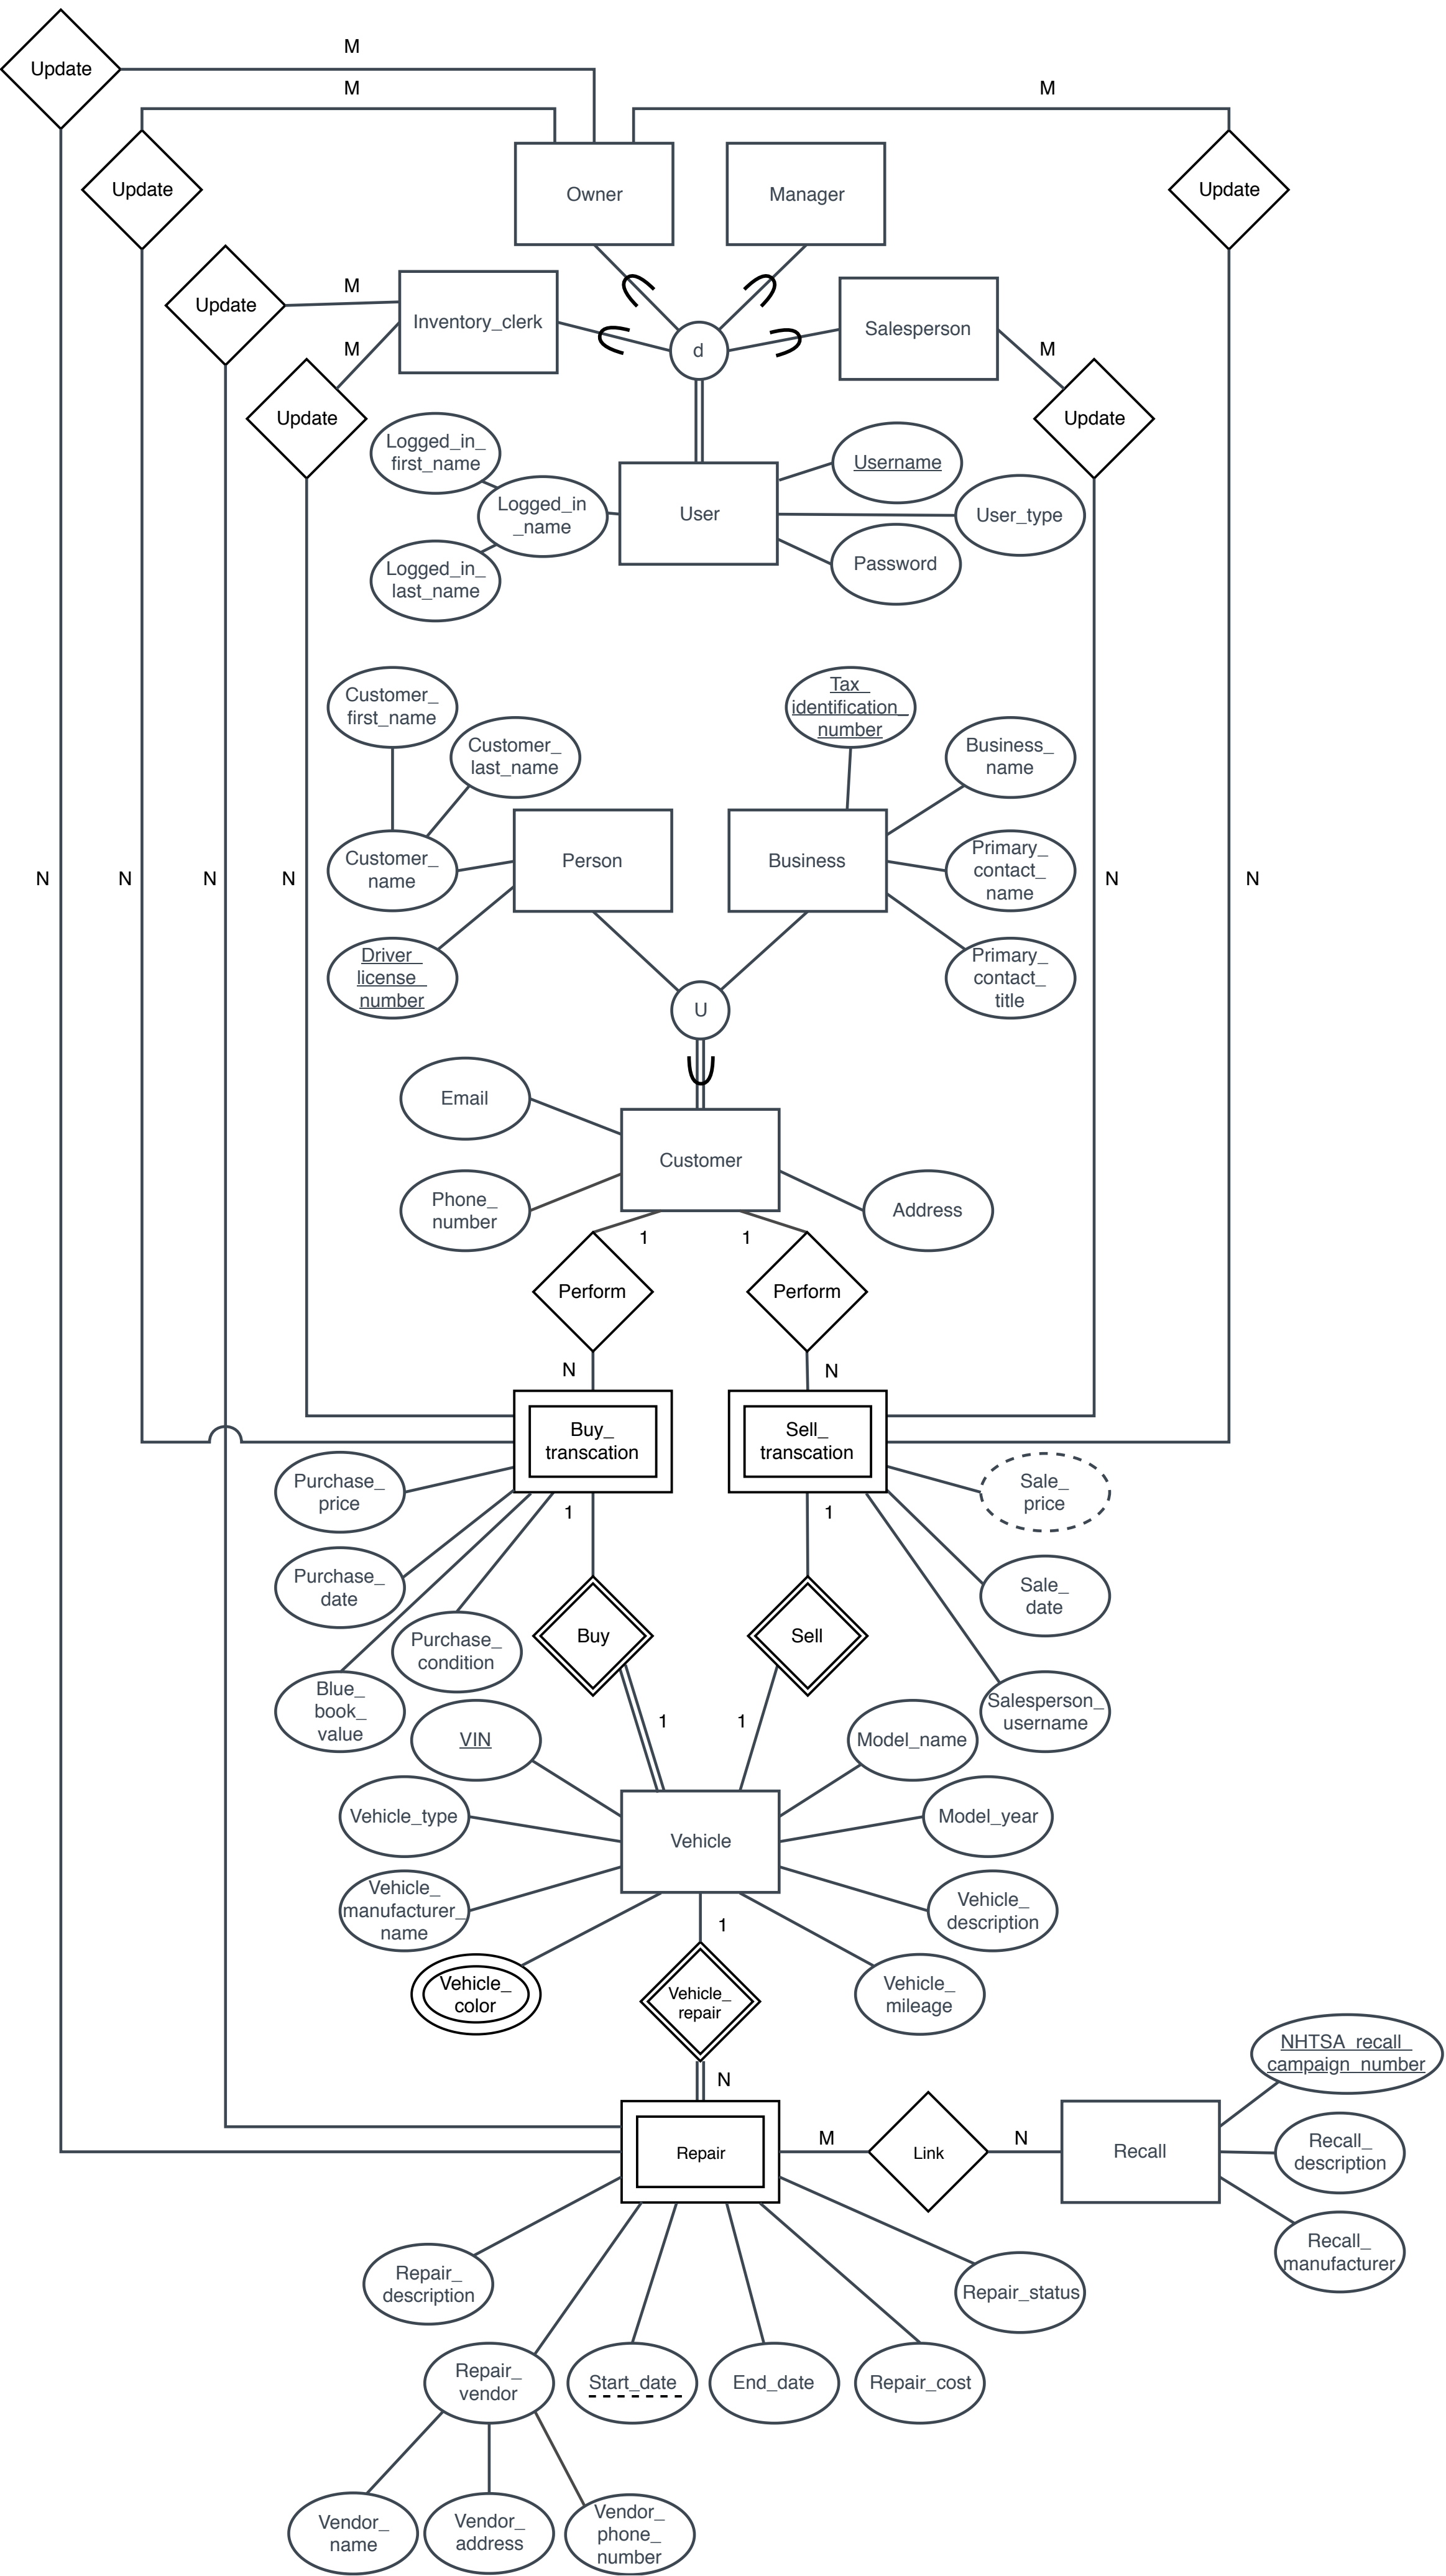 M
Update
M
M
Update
Update
Owner
Manager
M
Update
Inventory_clerk
Salesperson
d
M
M
Update
Update
Logged_in_
first_name
Username
Logged_in
_name
User
User_type
Password
Logged_in_
last_name
Tax_
identification_
number
Customer_
first_name
Customer_
last_name
Business_
name
Customer_
name
Person
Business
Primary_
contact_
name
N
N
N
N
N
N
Driver_
license_
number
Primary_
contact_
title
U
Email
Customer
Phone_
number
Address
1
1
Perform
Perform
N
N
Buy_
transcation
Sell_
transcation
Purchase_
price
Sale_
price
1
1
Purchase_
date
Sale_
date
Purchase_
condition
Buy
Sell
Blue_
book_
value
Salesperson_
username
1
1
VIN
Model_name
Vehicle_type
Model_year
Vehicle
Vehicle_
manufacturer_
name
Vehicle_
description
1
Vehicle_
color
Vehicle_
repair
Vehicle_
mileage
NHTSA_recall_
campaign_number
N
Repair
M
Link
N
Recall
Recall_
description
Recall_
manufacturer
Repair_
description
Repair_status
Repair_
vendor
Start_date
End_date
Repair_cost
Vendor_
name
Vendor_
address
Vendor_
phone_
number